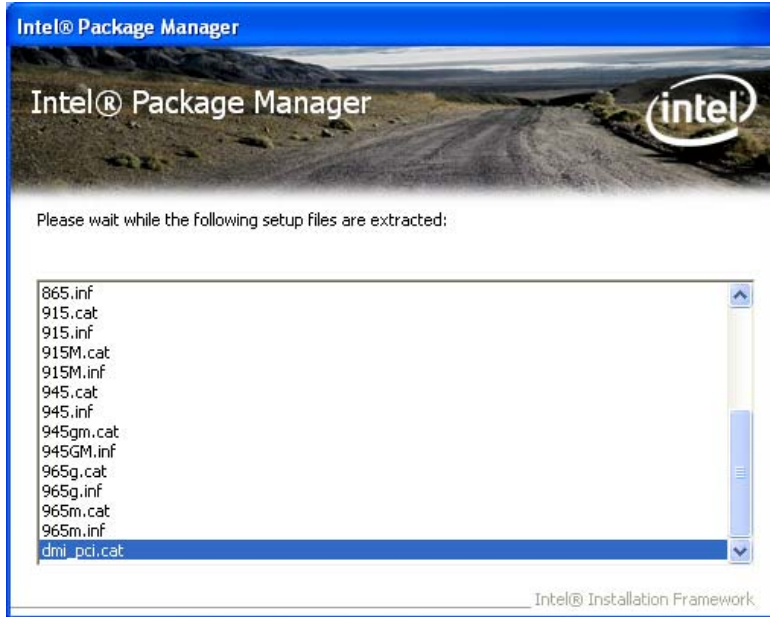 Intel® Package Manager
Intel® Package Manager
intel
Please wait while the following setup files are extracted:
865.inf
915.cat
915.inf
915M.cat
915M.inf
945.cat
945.inf
945gm.cat
945GM.inf
965g.cat
965g.inf
965m.cat
965m.inf
dmi_pci.cat
Intel® Installation Framework